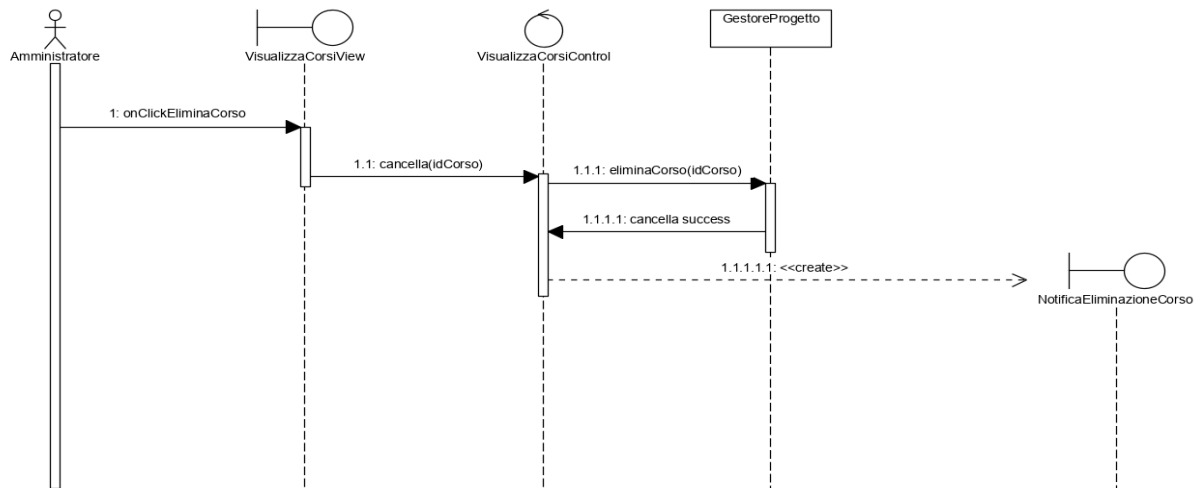 GestoreProgetto
Amministratore
VisualizzaCorsiView
VisualizzaCorsiControl
1: onClickEliminaCorso
1.1: cancella(idCorso)
1.1.1: eliminaCorso(idCorso)
1.1.1.1: cancella success
1.1.1.1.1: <<create>>
NotificaEliminazioneCorso